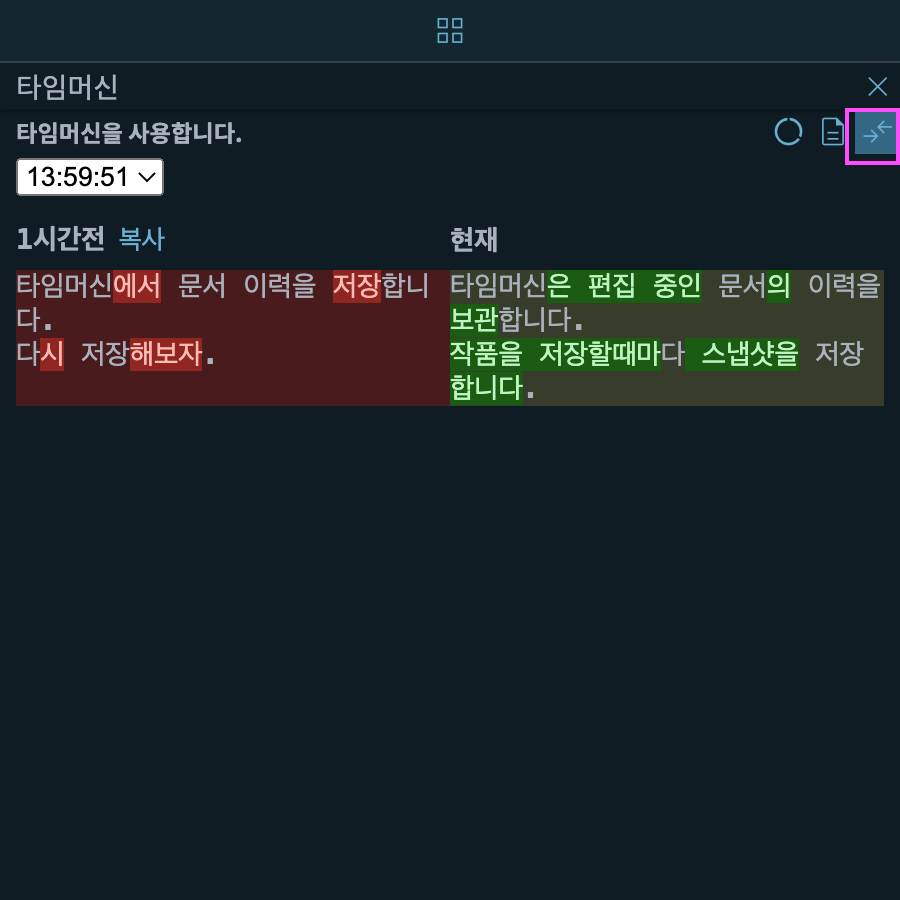 타임머신
타임머신을 사용합니다.
13:59:51
1시간전 복사
타임머신에서 문서 이력을 저장합니
다.
다시 저장해보자.
현재
타임머신은 편집 중인 문서의 이력을
보관합니다.
작품을 저장할때마다 스냅샷을 저장
합니다.